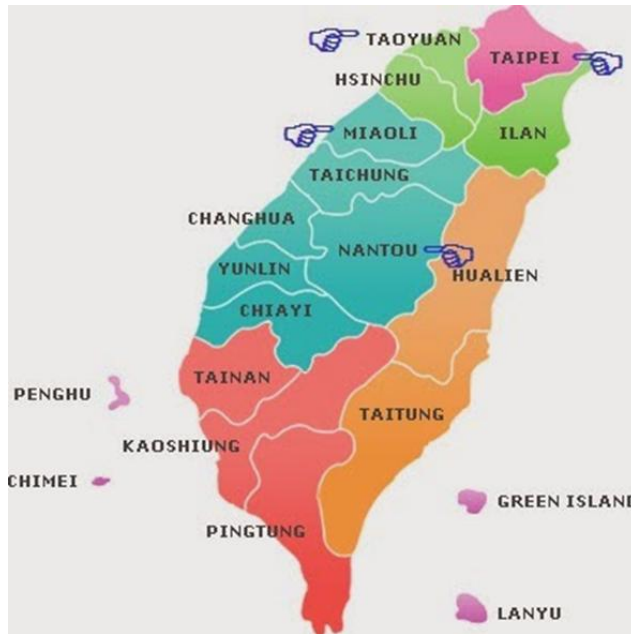 TAOYUAN
TAIPEI
HSINCHU
MIAOLI
ILAN
TAICHUNG
CHANGHUA
NANTOU
YUNLIN
HUALIEN
CHIAYI
TAINAN
PENGHU
TAITUNG
KAOSHIUNG
CHIMEI
GREEN ISLAND
PINGTUNG
LANYU